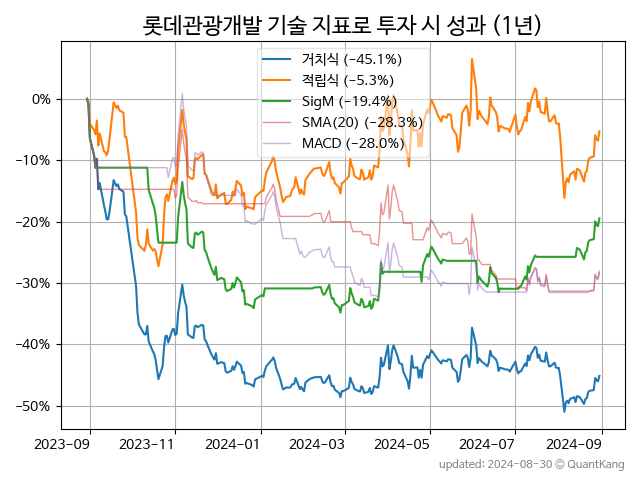 롯데관광개발 기술 지표로 투자 시 성과 (1년)
거치식 (−45.1%)
적립식 (−5.3%)
SigM (−19.4%)
SMA(20) (−28.3%)
MACD (−28.0%)
0%
−10%
−20%
−30%
−40%
−50%
2023-09 2023-11 2024-01 2024-03 2024-05 2024-07 2024-09
updated: 2024-08-30 © QuantKang